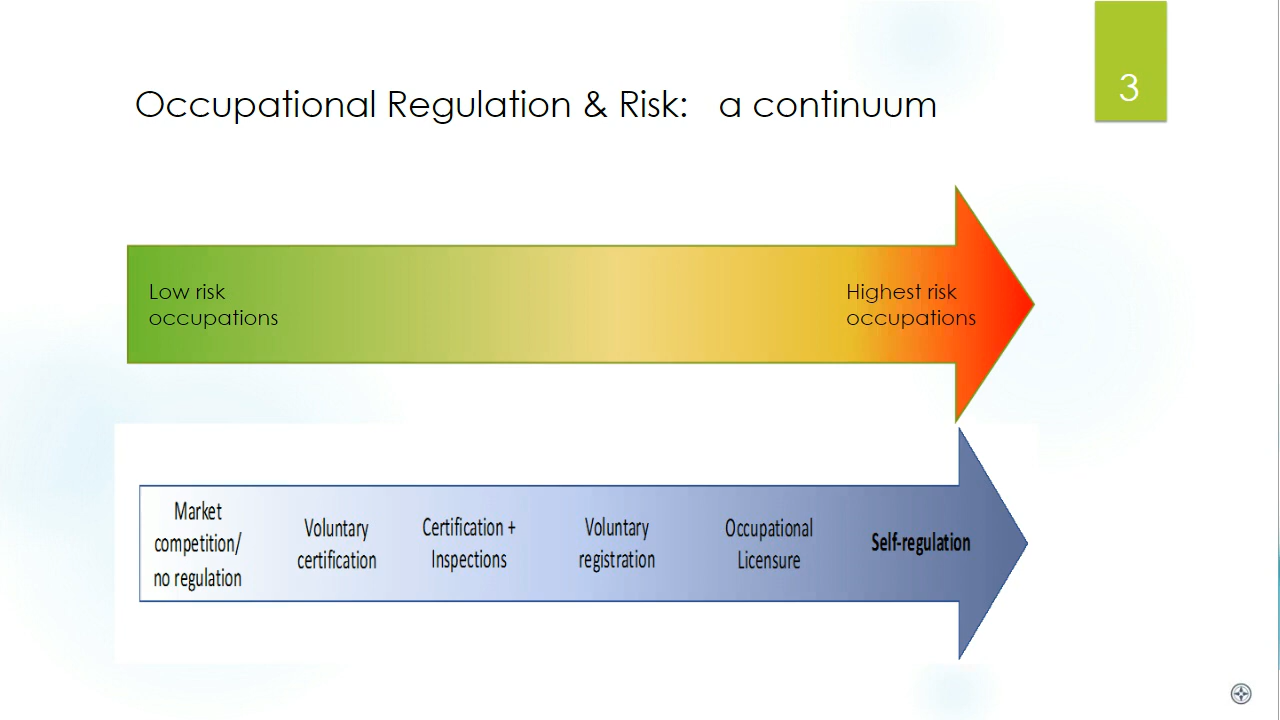 3
Occupational Regulation & Risk: a continuum
Low risk
occupations
Highest risk
occupations
Market
competition/
no regulation
Voluntary
certification
Certification +
Inspections
Voluntary
registration
Occupational
Licensure
Self-regulation